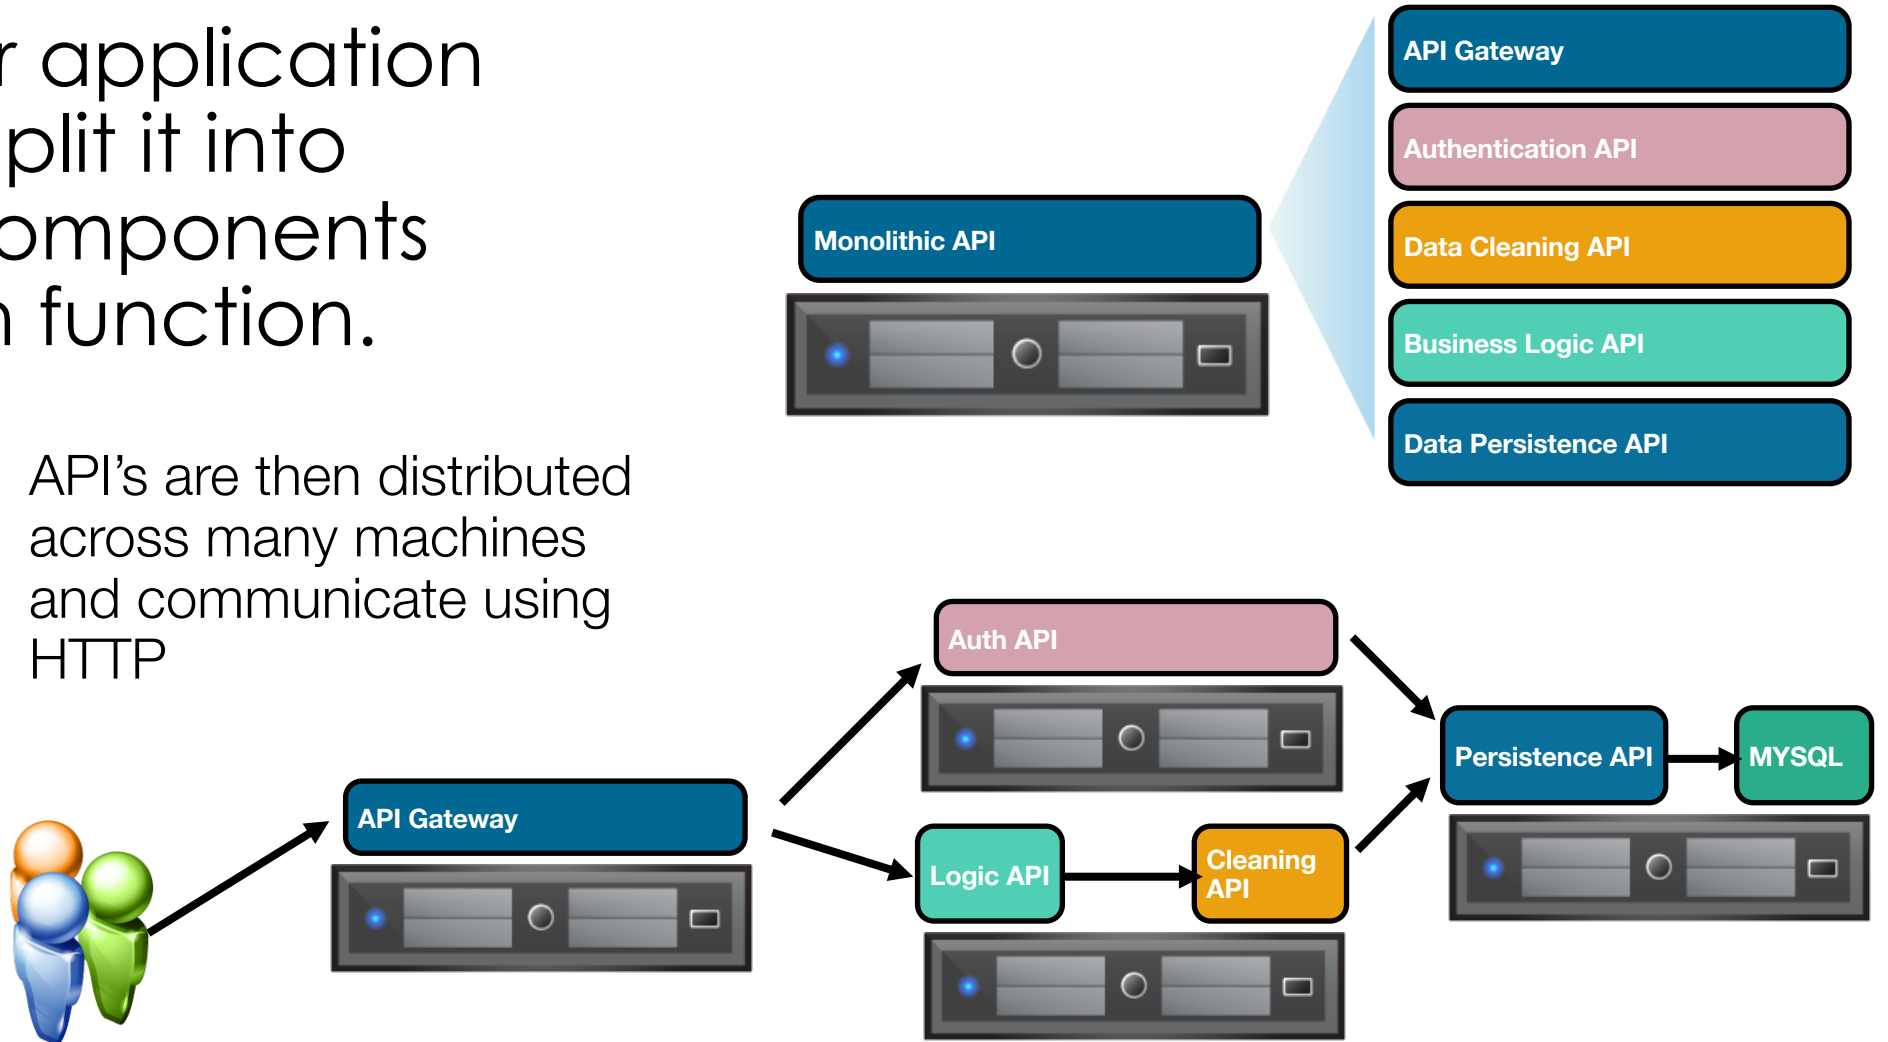 r application
plit it into
omponents
n function.
API's are then distributed
across many machines
and communicate using
HTTP
Monolithic API
API Gateway
Authentication API
Data Cleaning API
Business Logic API
Data Persistence API
API Gateway
Auth API
Logic API
Cleaning
API
Persistence API
MYSQL